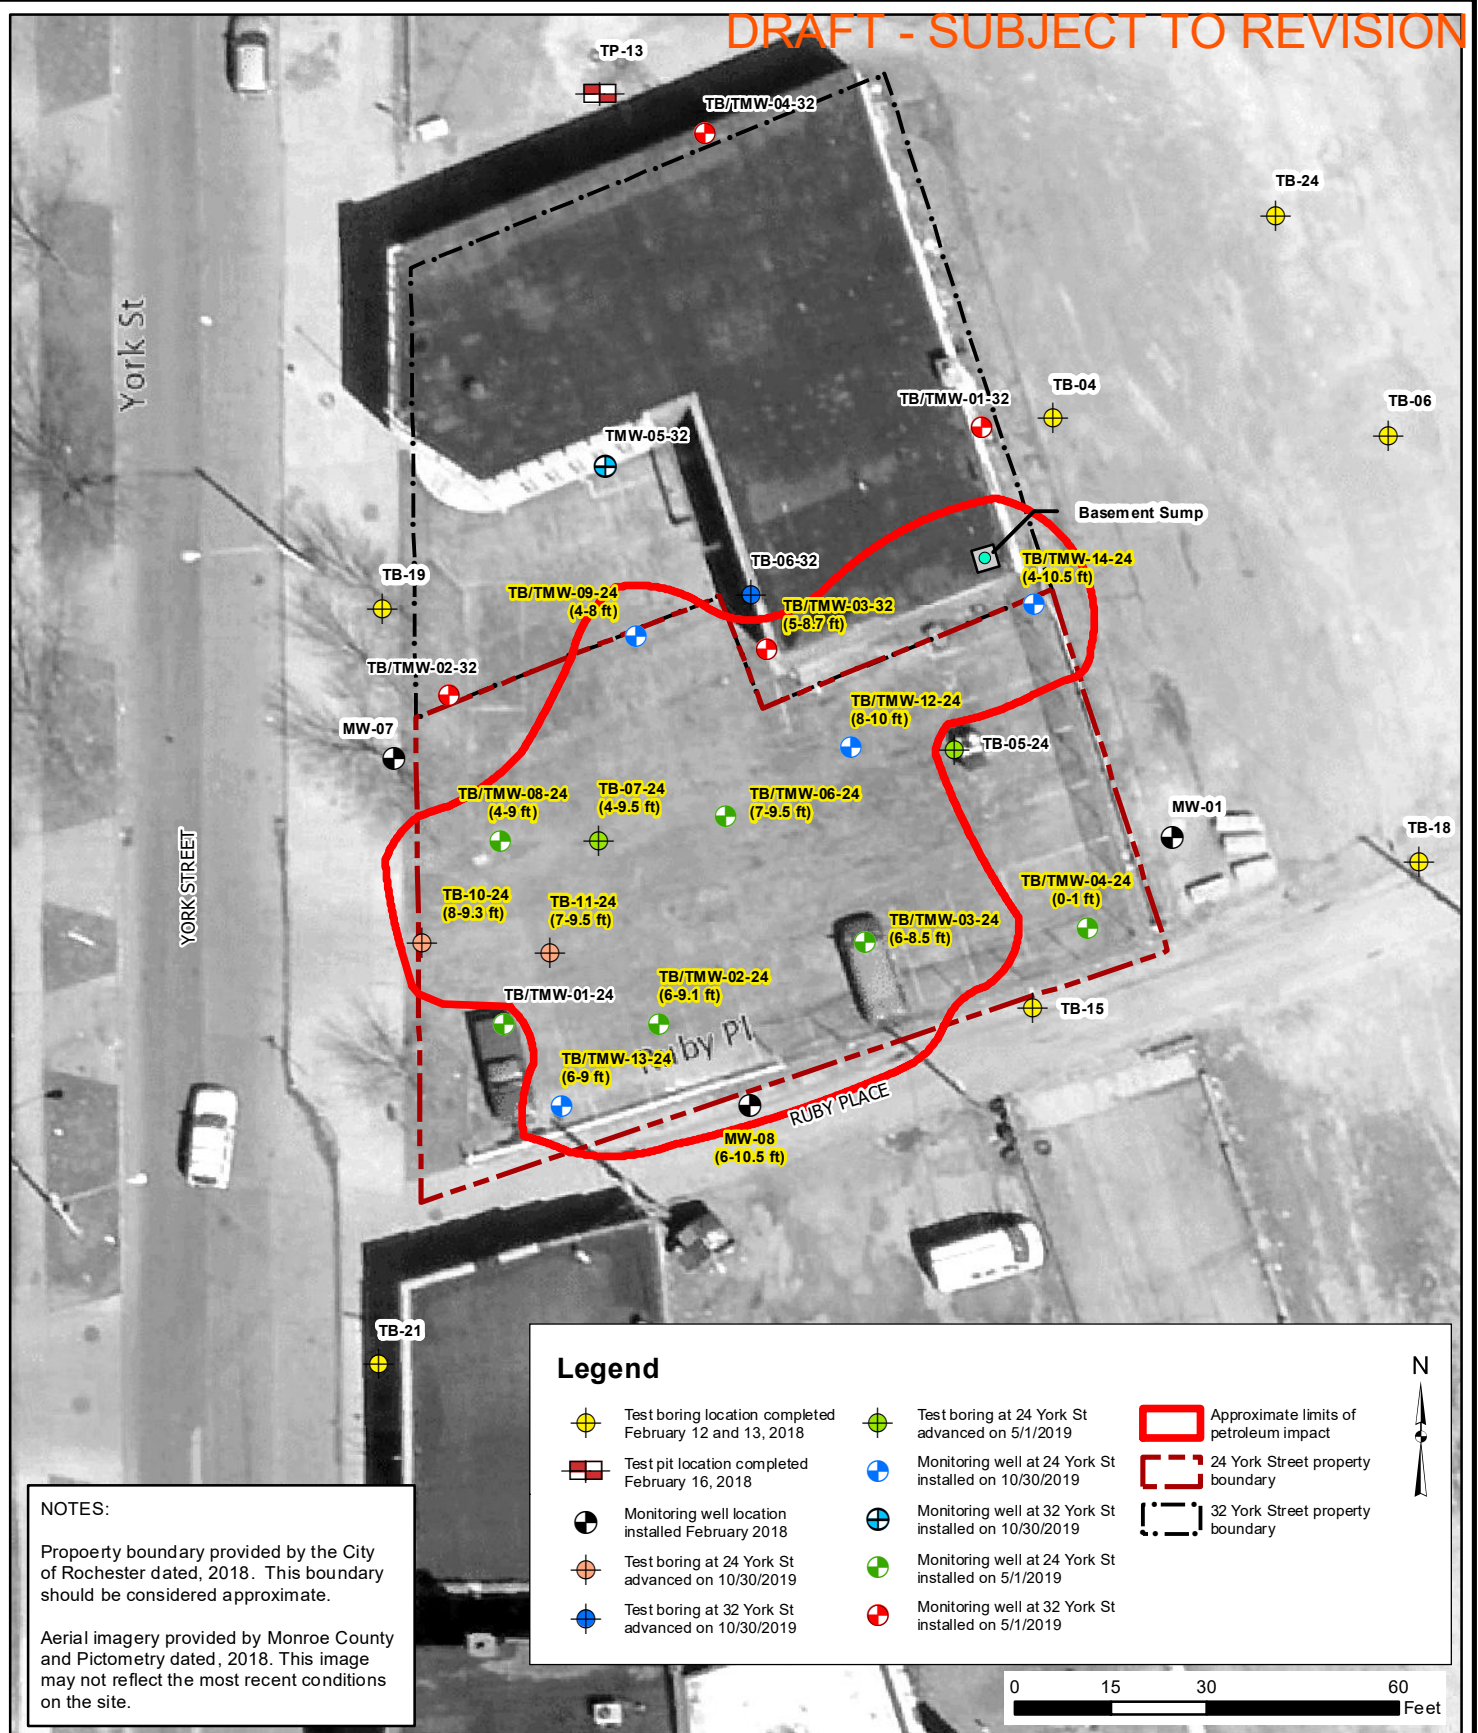 DRAFT - SUBJECT TO REVISION
TP-13
TB/TMW-04-32
TB-24
York St
TB/TMW-01-32
TB-04
TB-06
TMW-05-32
Basement Sump
TB-19
TB/TMW-09-24
(4-8 ft)
TB-06-32
TB/TMW-03-32
(5-8.7 ft)
TB/TMW-14-24
(4-10.5 ft)
TB/TMW-02-32
MW-07
TB/TMW-12-24
(8-10 ft)
TB-05-24
TB/TMW-08-24
(4-9 ft)
TB-07-24
(4-9.5 ft)
TB/TMW-06-24
(7-9.5 ft)
MW-01
TB-18
YORK STREET
TB-10-24
(8-9.3 ft)
TB-11-24
(7-9.5 ft)
TB/TMW-03-24
(6-8.5 ft)
TB/TMW-04-24
(0-1 ft)
TB/TMW-01-24
TB/TMW-02-24
(6-9.1 ft)
TB-15
Ruby Pl
TB/TMW-13-24
(6-9 ft)
RUBY PLACE
MW-08
(6-10.5 ft)
TB-21
Legend
Test boring location completed
February 12 and 13, 2018
Test pit location completed
February 16, 2018
Monitoring well location
installed February 2018
Test boring at 24 York St
advanced on 10/30/2019
Test boring at 32 York St
advanced on 10/30/2019
Test boring at 24 York St
advanced on 5/1/2019
Monitoring well at 24 York St
installed on 10/30/2019
Monitoring well at 32 York St
installed on 10/30/2019
Monitoring well at 24 York St
installed on 5/1/2019
Monitoring well at 32 York St
installed on 5/1/2019
Approximate limits of
petroleum impact
24 York Street property
boundary
32 York Street property
boundary
N
NOTES:
Propoerty boundary provided by the City
of Rochester dated, 2018. This boundary
should be considered approximate.
Aerial imagery provided by Monroe County
and Pictometry dated, 2018. This image
may not reflect the most recent conditions
on the site.
0 15 30 60
Feet